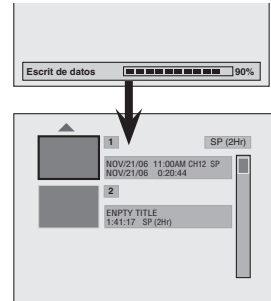 Escrit de datos 90%
1 SP (2Hr)
NOV/21/06 11:00AM CH12 SP
NOV/21/06 0:20:44
2
ENPTY TITLE
1:41:17 SP (2Hr)